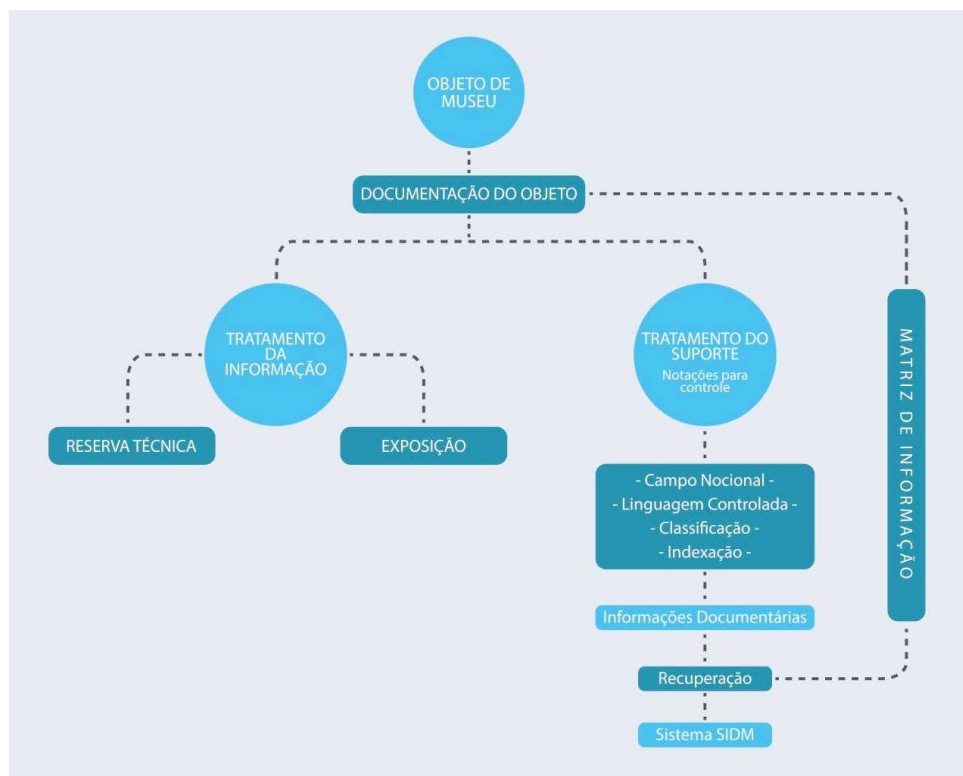 OBJETO DE
MUSEU
DOCUMENTAÇÃO DO OBJETO
TRATAMENTO
DA
INFORMAÇÃO
RESERVA TÉCNICA
EXPOSIÇÃO
TRATAMENTO DO
SUPORTE
Notações para
controle
- Campo Nocional -
- Linguagem Controlada -
- Classificação -
- Indexação -
Informações Documentárias
Recuperação
Sistema SIDM
MATRIZ DE INFORMAÇÃO